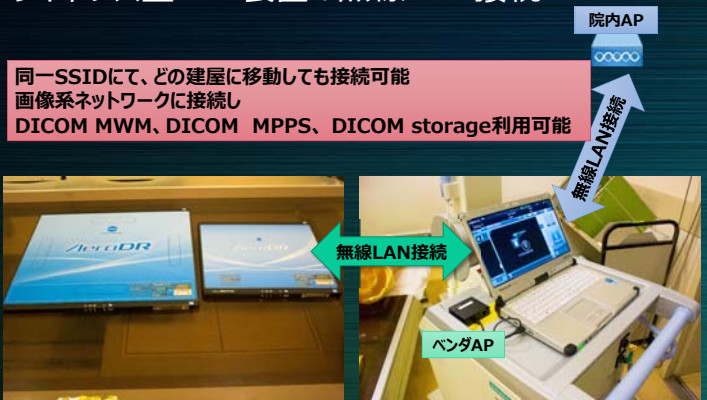 院内AP
同一SSIDにて、どの建屋に移動しても接続可能
画像系ネットワークに接続し
DICOM MWM、DICOM MPPS、DICOM storage利用可能
無線LAN接続
AeroDR
AeroDR
無線LAN接続
ベンダAP